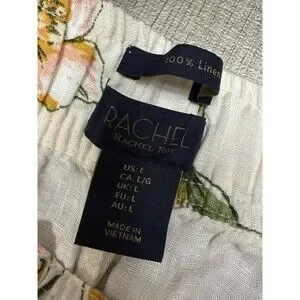 100% Linen
RACHEL
RACHEL ROY
US: L
CA: L/G
UK: L
EU: L
AU: L
MADE IN
VIETNAM